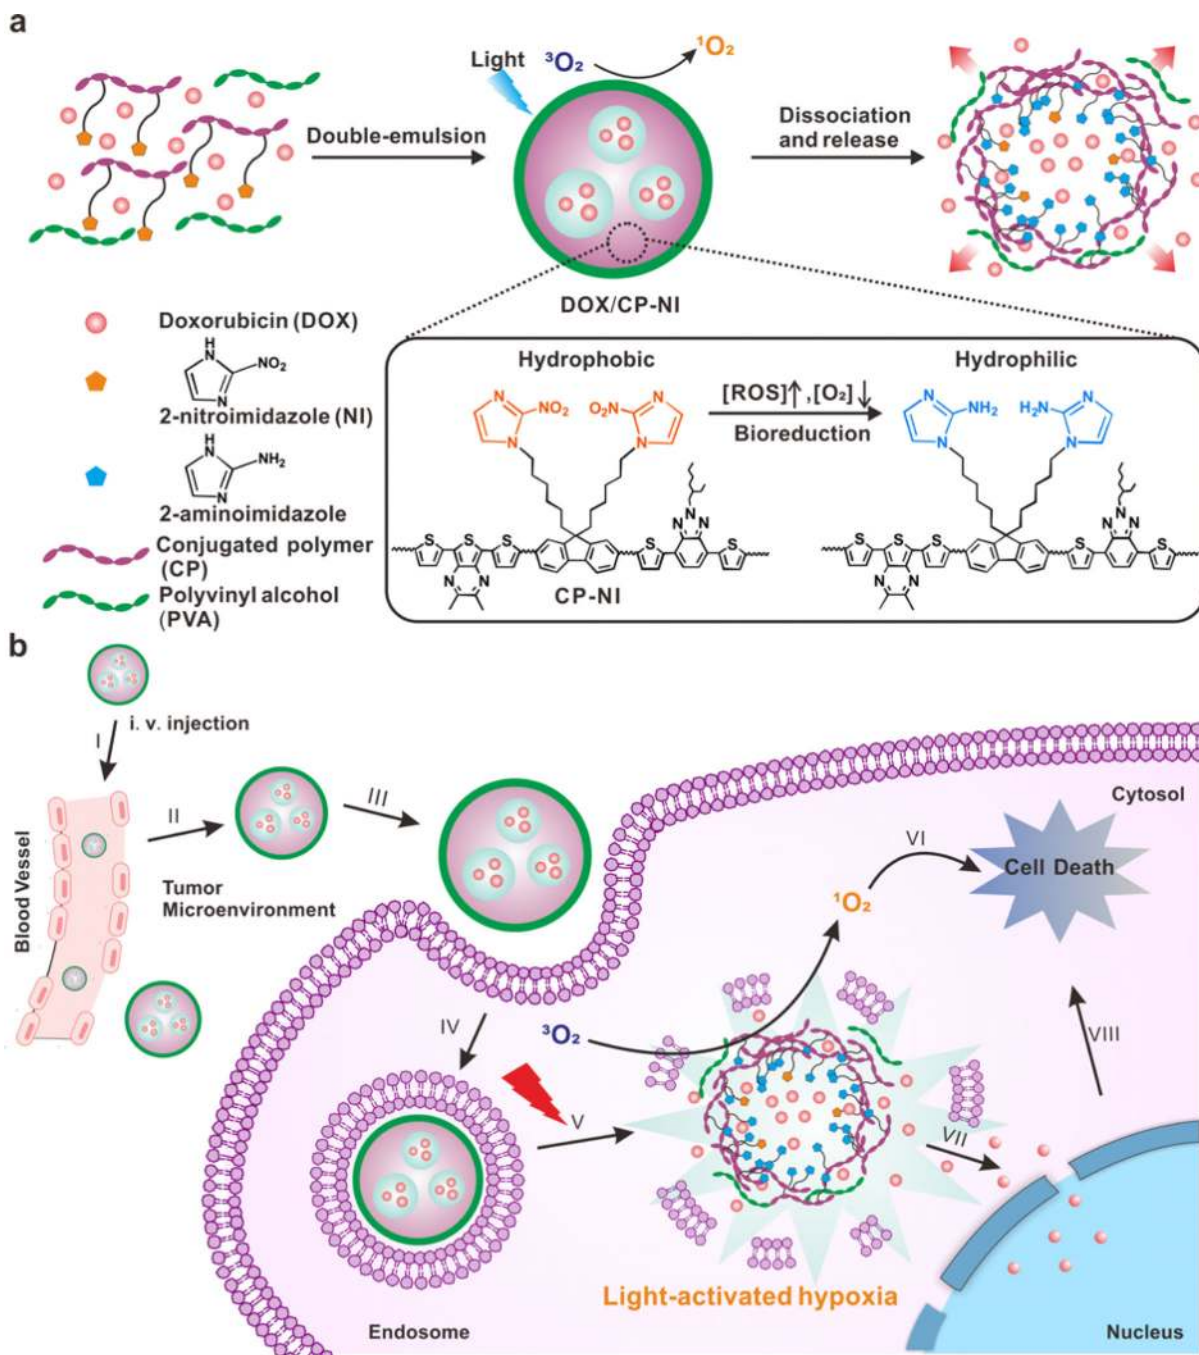 a
Light
³O₂
¹O₂
Double-emulsion
Dissociation
and release
DOX/CP-NI
Doxorubicin (DOX)
H
N
NO₂
N
2-nitroimidazole (NI)
H
N
NH₂
N
2-aminoimidazole
Conjugated polymer
(CP)
Polyvinyl alcohol
(PVA)
Hydrophobic
Hydrophilic
N
NO₂
N
O₂N
N
N
[ROS]↑,[O₂]↓
Bioreduction
N
NH₂
N
H₂N
N
N
S
S
S
N
N
S
N
N
N
S
CP-NI
S
S
S
N
N
S
N
N
N
S
b
i. v. injection
I
II
III
Blood Vessel
Tumor
Microenvironment
Cytosol
VI
Cell Death
¹O₂
IV
³O₂
V
VII
VIII
Light-activated hypoxia
Endosome
Nucleus